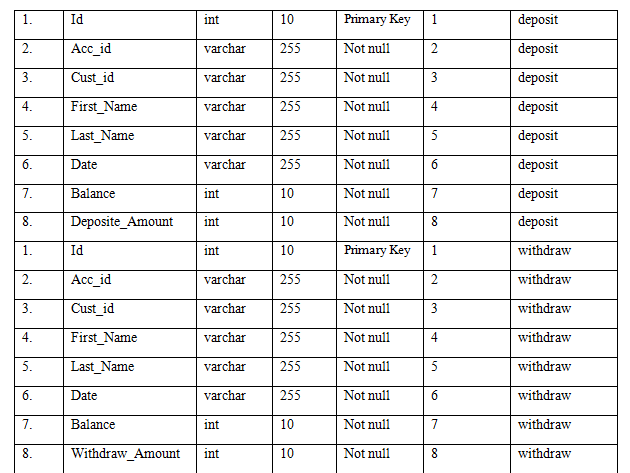 1. Id int 10 Primary Key 1 deposit
2. Acc_id varchar 255 Not null 2 deposit
3. Cust_id varchar 255 Not null 3 deposit
4. First_Name varchar 255 Not null 4 deposit
5. Last_Name varchar 255 Not null 5 deposit
6. Date varchar 255 Not null 6 deposit
7. Balance int 10 Not null 7 deposit
8. Deposite_Amount int 10 Not null 8 deposit
1. Id int 10 Primary Key 1 withdraw
2. Acc_id varchar 255 Not null 2 withdraw
3. Cust_id varchar 255 Not null 3 withdraw
4. First_Name varchar 255 Not null 4 withdraw
5. Last_Name varchar 255 Not null 5 withdraw
6. Date varchar 255 Not null 6 withdraw
7. Balance int 10 Not null 7 withdraw
8. Withdraw_Amount int 10 Not null 8 withdraw